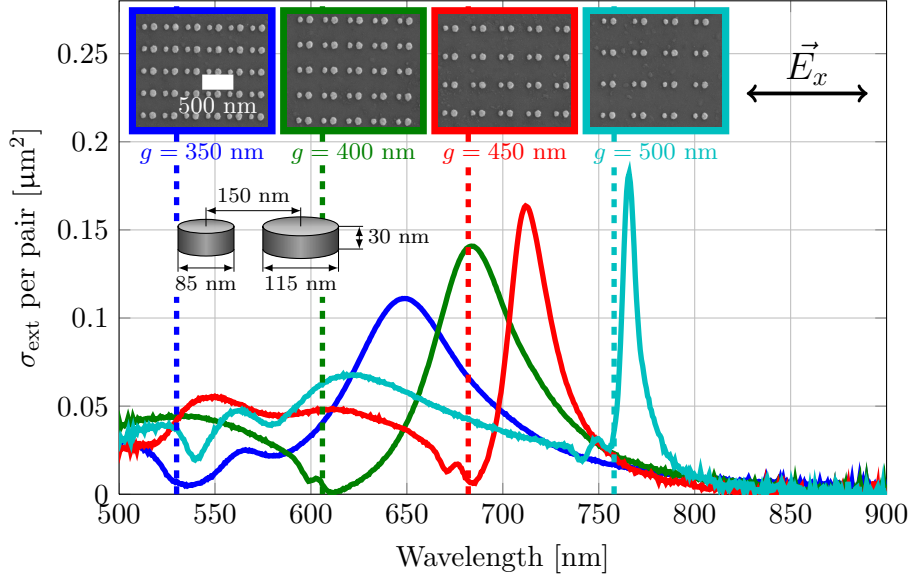 0.25
0.2
0.15
0.1
0.05
0
σext per pair [µm²]
500 nm
E⃗x
g = 350 nm
g = 400 nm
g = 450 nm
g = 500 nm
150 nm
30 nm
85 nm
115 nm
500 550 600 650 700 750 800 850 900
Wavelength [nm]